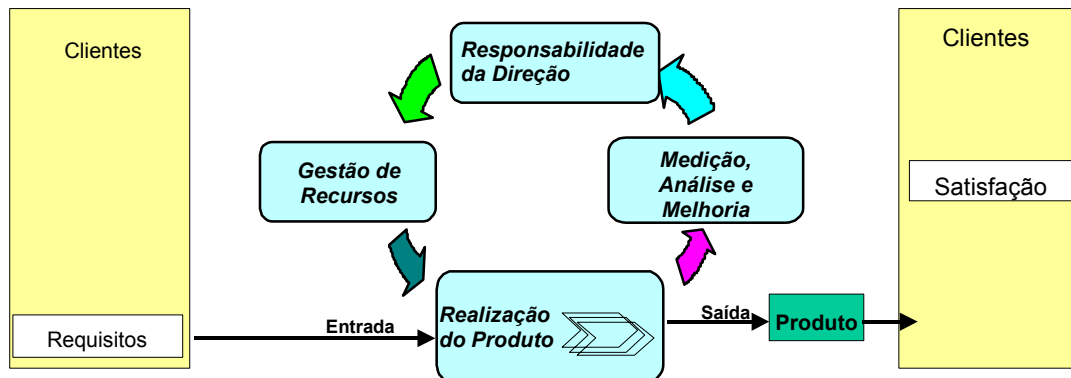 Clientes
Requisitos
Responsabilidade
da Direção
Gestão de
Recursos
Medição,
Análise e
Melhoria
Entrada
Realização
do Produto
Saída
Produto
Clientes
Satisfação